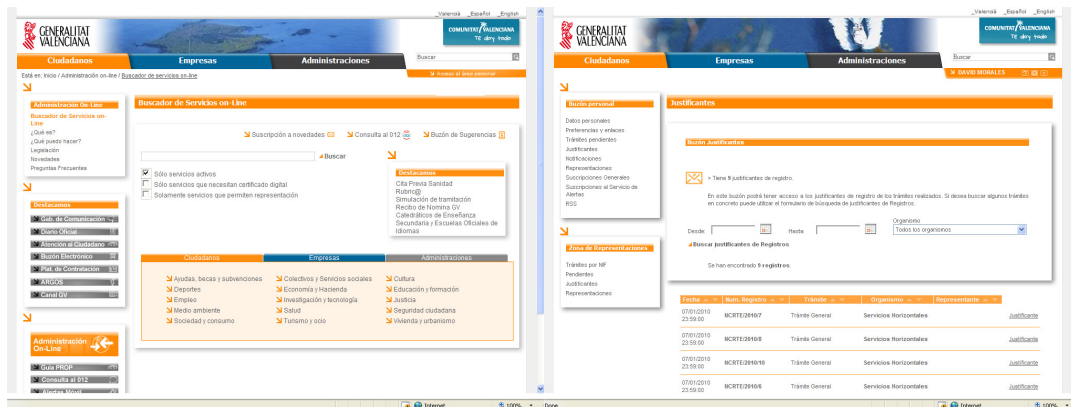 _Valencià _Español _English
GENERALITAT
VALENCIANA
COMUNITAT VALENCIANA
Te doy todo
Ciudadanos
Empresas
Administraciones
Buscar
Está en: Inicio / Administración on-line / Buscador de servicios on-line
Acceso al área personal
Administración On-Line
Buscador de Servicios on-
Line
¿Qué es?
¿Qué puedo hacer?
Legislación
Novedades
Preguntas Frecuentes
Destacamos
Gab. de Comunicación
Diario Oficial
Atención al Ciudadano
Buzón Electrónico
Plat. de Contratación
ARGOS
Canal GV
Administración
On-Line
Guia PROP
Consulta al 012
Alertas Móvil
Buscador de Servicios on-Line
Suscripción a novedades
Consulta al 012
Buzón de Sugerencias
Buscar
Sólo servicios activos
Sólo servicios que necesitan certificado digital
Solamente servicios que permiten representación
Destacamos
Cita Previa Sanidad
Rubric@
Simulación de tramitación
Recibo de Nomina GV
Catedráticos de Enseñanza
Secundaria y Escuelas Oficiales de
Idiomas
Ciudadanos
Empresas
Administraciones
Ayudas, becas y subvenciones
Colectivos y Servicios sociales
Cultura
Deportes
Economía y Hacienda
Educación y formación
Empleo
Investigación y tecnología
Justicia
Medio ambiente
Salud
Seguridad ciudadana
Sociedad y consumo
Turismo y ocio
Vivienda y urbanismo
Internet
100%
_Valencià _Español _English
GENERALITAT
VALENCIANA
COMUNITAT VALENCIANA
Te doy todo
Ciudadanos
Empresas
Administraciones
Buscar
DAVID MORALES
Buzón personal
Datos personales
Preferencias y enlaces
Trámites pendientes
Justificantes
Notificaciones
Representaciones
Suscripciones Generales
Suscripciones al Servicio de
Alertas
RSS
Zona de Representaciones
Trámites por NIF
Pendientes
Justificantes
Representaciones
Justificantes
Buzón Justificantes
> Tiene 9 justificantes de registro.
En este buzón podrá tener acceso a los justificantes de registro de los trámites realizados. Si desea buscar algunos trámites
en concreto puede utilizar el formulario de búsqueda de justificantes de Registros.
Desde:
Hasta
Organismo
Todos los organismos
Buscar justificantes de Registros
Se han encontrado 9 registros.
Fecha
Num. Registro
Trámite
Organismo
Representante
07/01/2010
23:59:00
NCRTE/2010/7
Trámite General
Servicios Horizontales
Justificante
07/01/2010
23:59:00
NCRTE/2010/8
Trámite General
Servicios Horizontales
Justificante
07/01/2010
23:59:00
NCRTE/2010/10
Trámite General
Servicios Horizontales
Justificante
07/01/2010
23:59:00
NCRTE/2010/6
Trámite General
Servicios Horizontales
Justificante
Done
Internet
100%